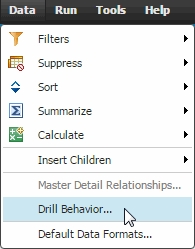 Data Run Tools Help
Filters
Suppress
Sort
Summarize
Calculate
Insert Children
Master Detail Relationships...
Drill Behavior...
Default Data Formats...